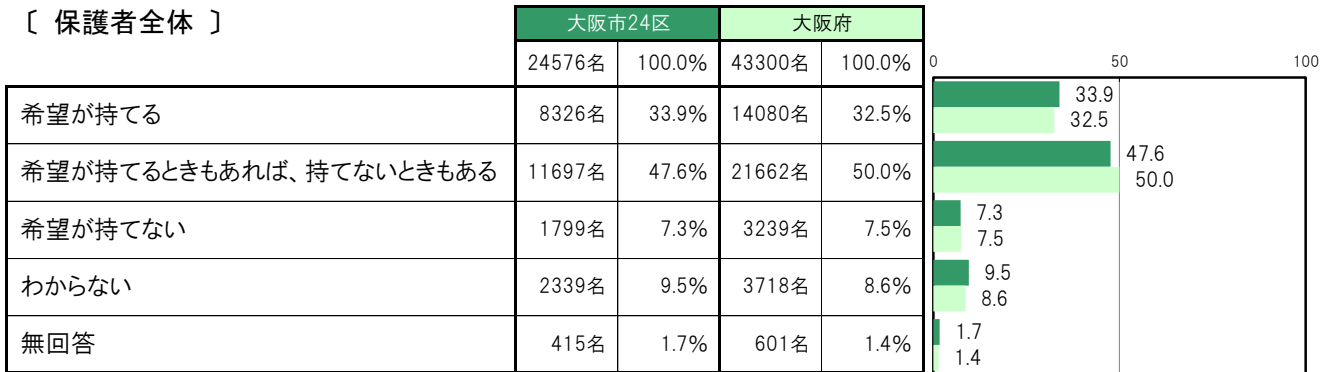 〔 保護者全体 〕
大阪市24区 大阪府
24576名 100.0% 43300名 100.0%
0 50 100
希望が持てる 8326名 33.9% 14080名 32.5%
33.9
32.5
希望が持てるときもあれば、持てないときもある 11697名 47.6% 21662名 50.0%
47.6
50.0
希望が持てない 1799名 7.3% 3239名 7.5%
7.3
7.5
わからない 2339名 9.5% 3718名 8.6%
9.5
8.6
無回答 415名 1.7% 601名 1.4%
1.7
1.4